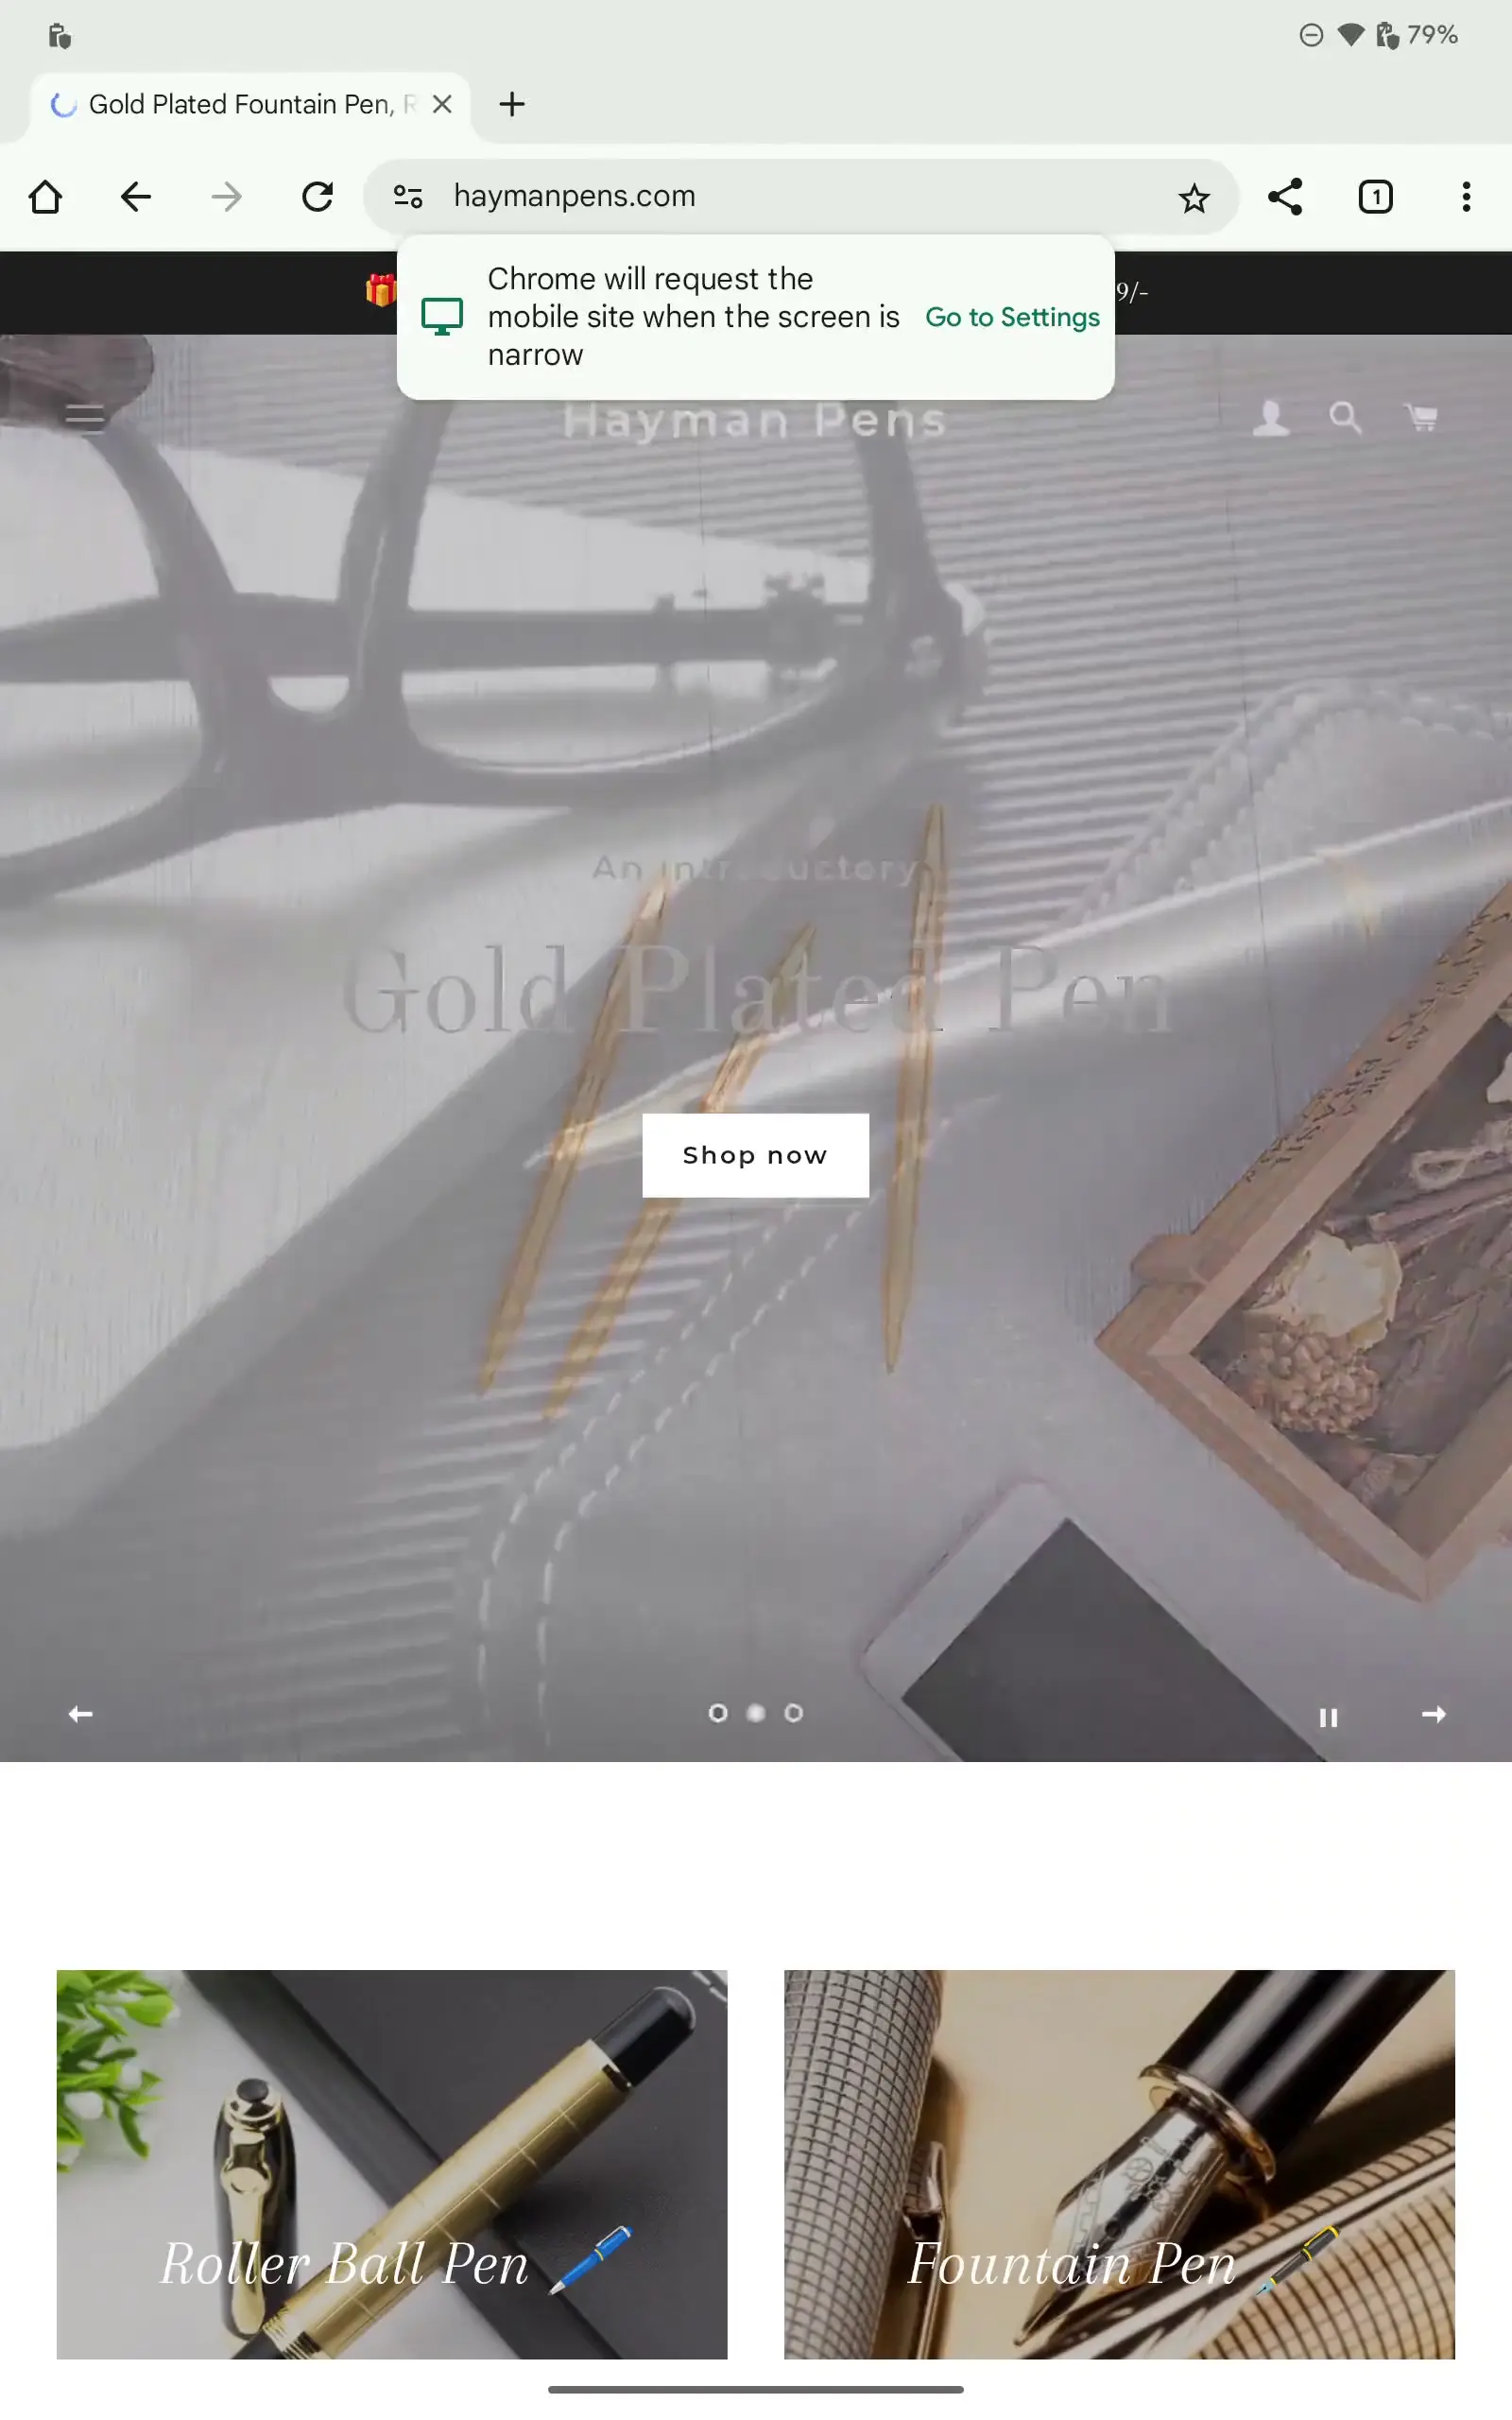 79%
Gold Plated Fountain Pen,
haymanpens.com
1
Chrome will request the
mobile site when the screen is
narrow
Go to Settings
9/-
Hayman Pens
An introductory
Gold Plated Pen
Shop now
Roller Ball Pen
Fountain Pen